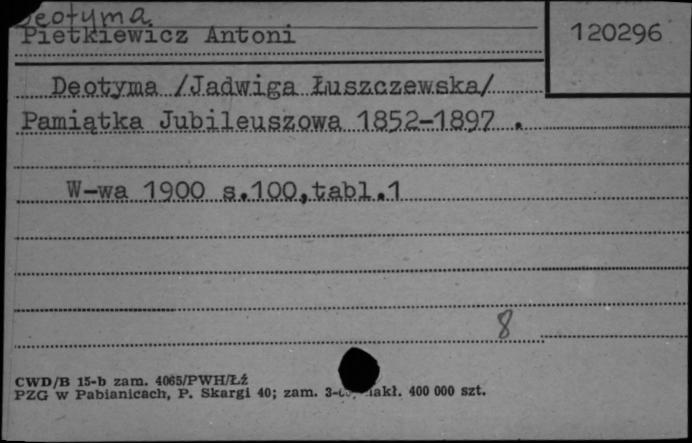 Deotyma
Pietkiewicz Antoni
120296
Deotyma /Jadwiga Łuszczewska/
Pamiątka Jubileuszowa 1852-1897 .
W-wa 1900 s.100,tabl.1
8
CWD/B 15-b zam. 4065/PWH/Łź
PZG w Pabianicach, P. Skargi 40; zam. nakł. 400 000 szt.